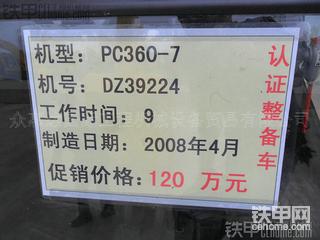 铁甲网
机型：PC360-7
机号：DZ39224
工作时间：9
制造日期：2008年4月
促销价格：120 万元
认证整备车
铁甲网